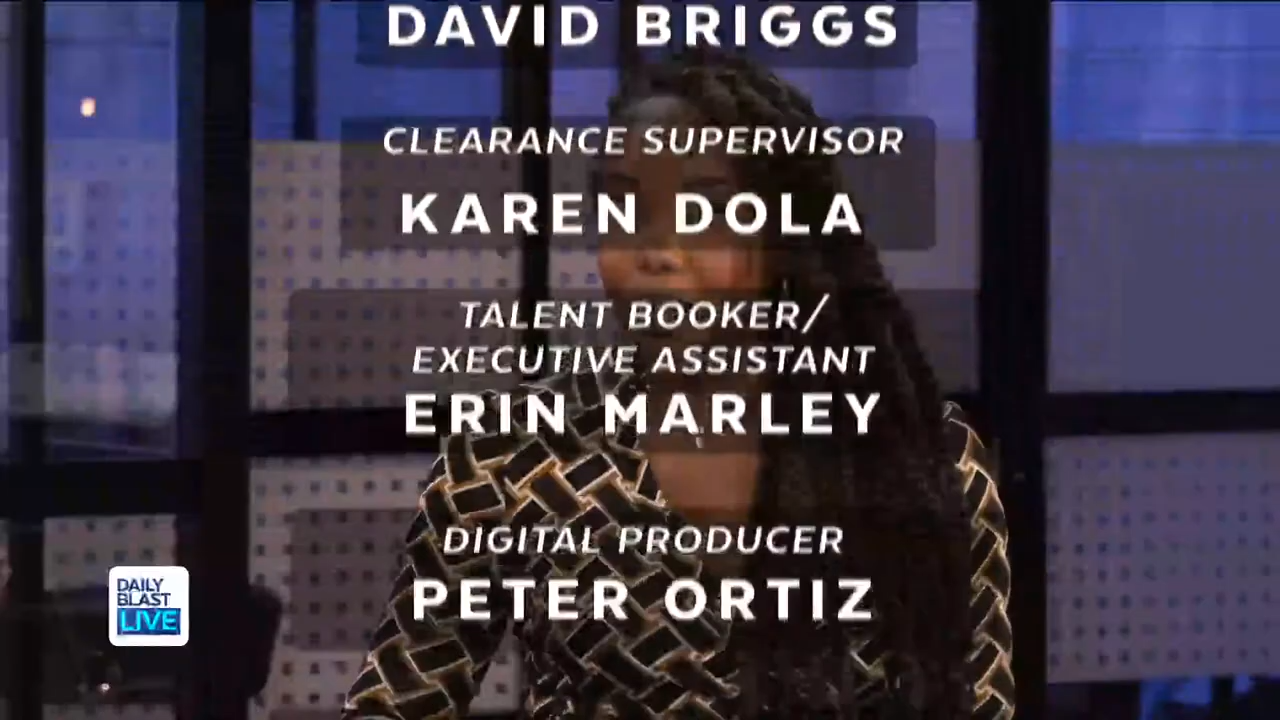 DAVID BRIGGS
CLEARANCE SUPERVISOR
KAREN DOLA
TALENT BOOKER/
EXECUTIVE ASSISTANT
ERIN MARLEY
DIGITAL PRODUCER
PETER ORTIZ
DAILY
BLAST
LIVE